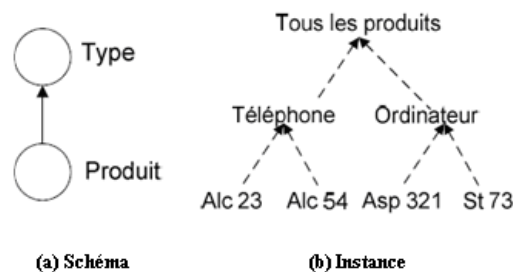 Type
Produit
(a) Schéma
Tous les produits
Téléphone Ordinateur
Alc 23 Alc 54 Asp 321 St 73
(b) Instance